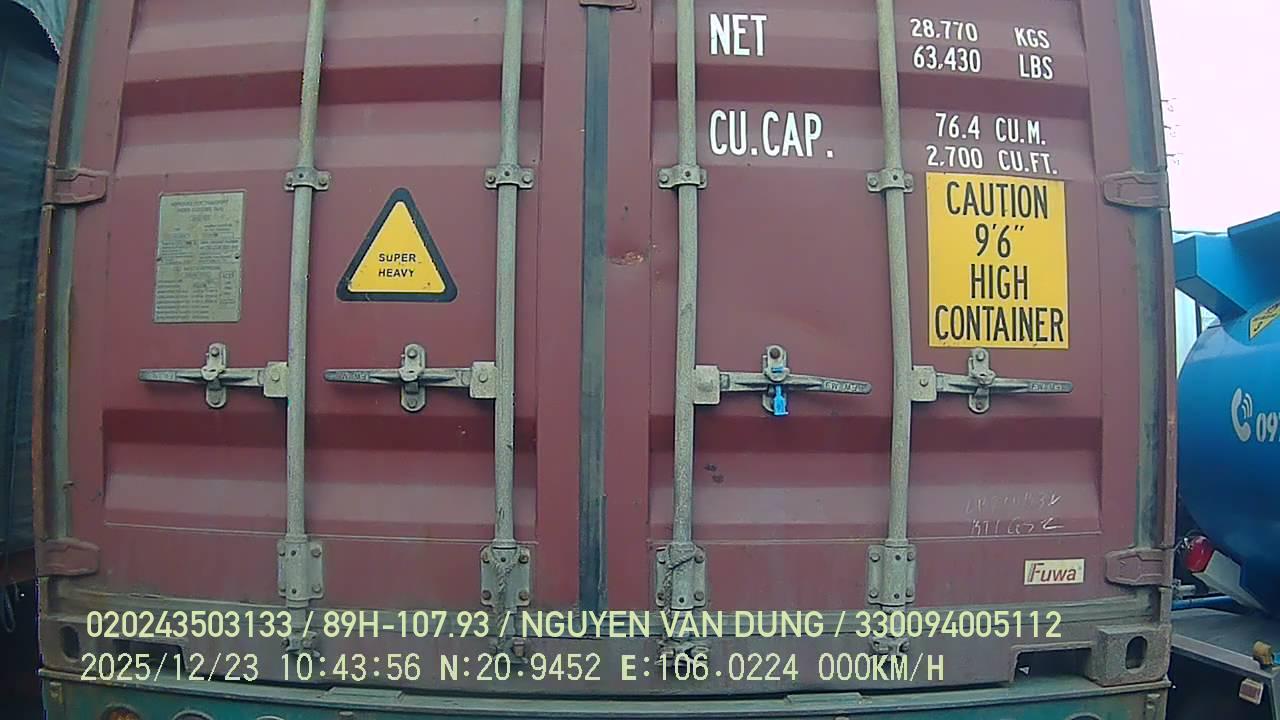 NET 28,770 KGS
63,430 LBS
CU.CAP. 76.4 CU.M.
2,700 CU.FT.
CAUTION
9'6"
HIGH
CONTAINER
SUPER
HEAVY
Fuwa
020243503133 / 89H-107.93 / NGUYEN VAN DUNG / 330094005112
2025/12/23 10:43:56 N:20.9452 E:106.0224 000KM/H